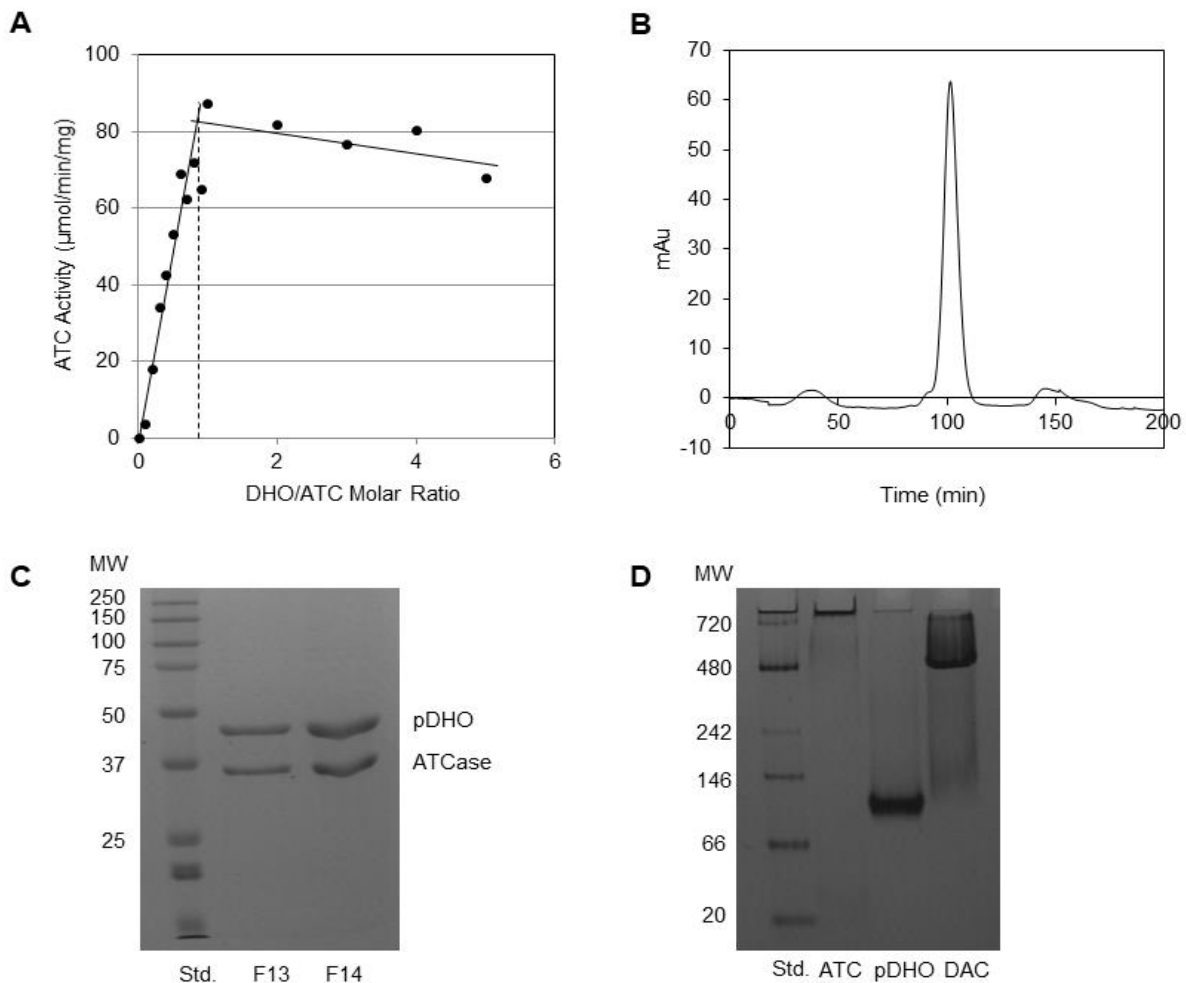 A
100
80
60
40
20
0
0 2 4 6
ATC Activity (µmol/min/mg)
DHO/ATC Molar Ratio
B
70
60
50
40
30
20
10
0
-10
0 50 100 150 200
mAu
Time (min)
C
MW
250
150
100
75
50
37
25
pDHO
ATCase
Std. F13 F14
D
MW
720
480
242
146
66
20
Std. ATC pDHO DAC